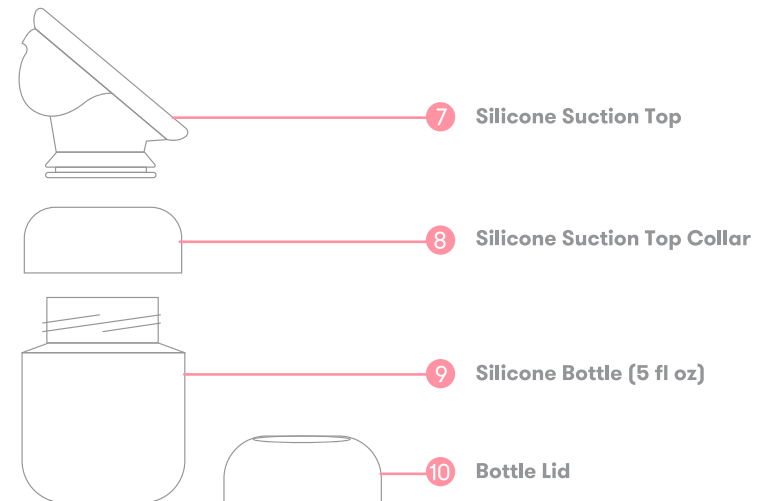 7 Silicone Suction Top
8 Silicone Suction Top Collar
9 Silicone Bottle (5 fl oz)
10 Bottle Lid